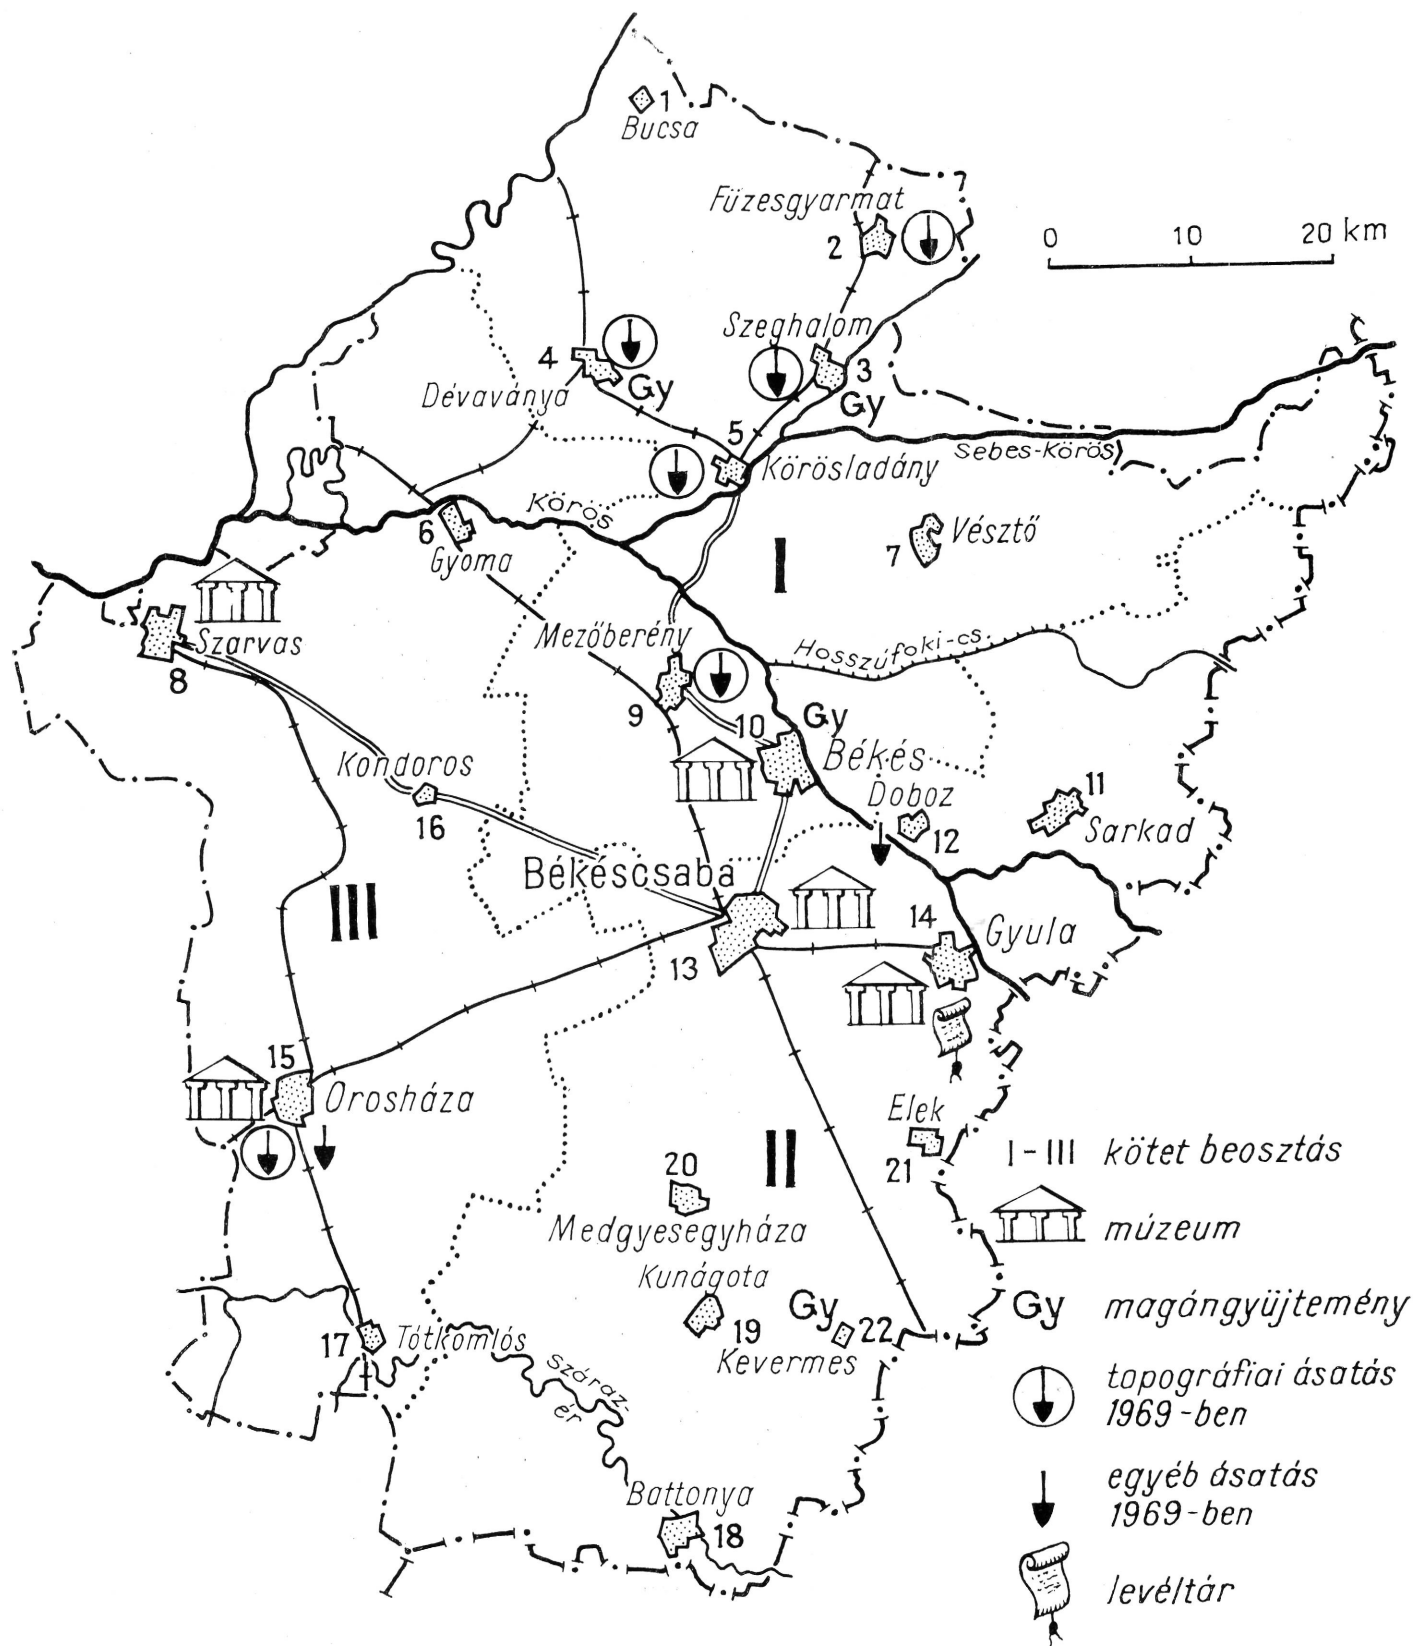 1
Bucsa
Füzesgyarmat
2
0 10 20 km
Szeghalom
3
Gy
4
Dévaványa
Gy
5
Körösladány
Sebes-Körös
Körös
6
Gyoma
I
7
Vésztő
Szarvas
8
Mezőberény
9
Hosszúfoki-cs.
10
Gy
Békés
Kondoros
16
Doboz
12
11
Sarkad
Békéscsaba
13
III
14
Gyula
15
Orosháza
II
Elek
21
20
Medgyesegyháza
Kunágota
19
Gy
22
Kevermes
17
Tótkomlós
Száraz-
ér
Battonya
18
I-III kötet beosztás
múzeum
Gy magángyüjtemény
topográfiai ásatás
1969-ben
egyéb ásatás
1969-ben
levéltár